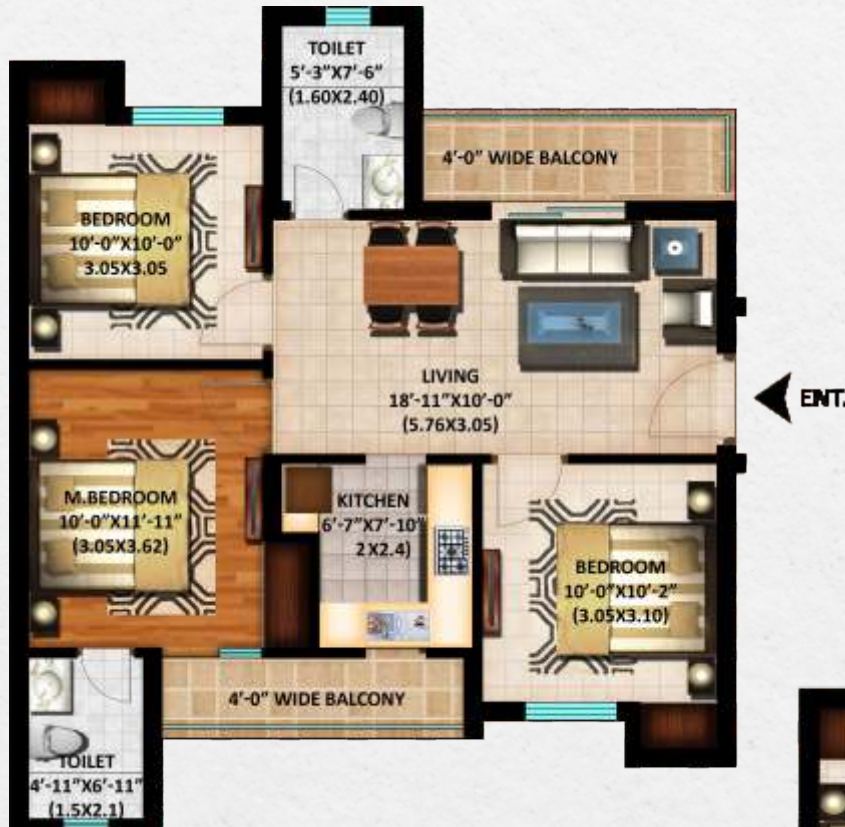 TOILET
5'-3"X7'-6"
(1.60X2.40)
4'-0" WIDE BALCONY
BEDROOM
10'-0"X10'-0"
3.05X3.05
LIVING
18'-11"X10'-0"
(5.76X3.05)
ENT.
M.BEDROOM
10'-0"X11'-11"
(3.05X3.62)
KITCHEN
6'-7"X7'-10"
2X2.4)
BEDROOM
10'-0"X10'-2"
(3.05X3.10)
4'-0" WIDE BALCONY
TOILET
4'-11"X6'-11"
(1.5X2.1)